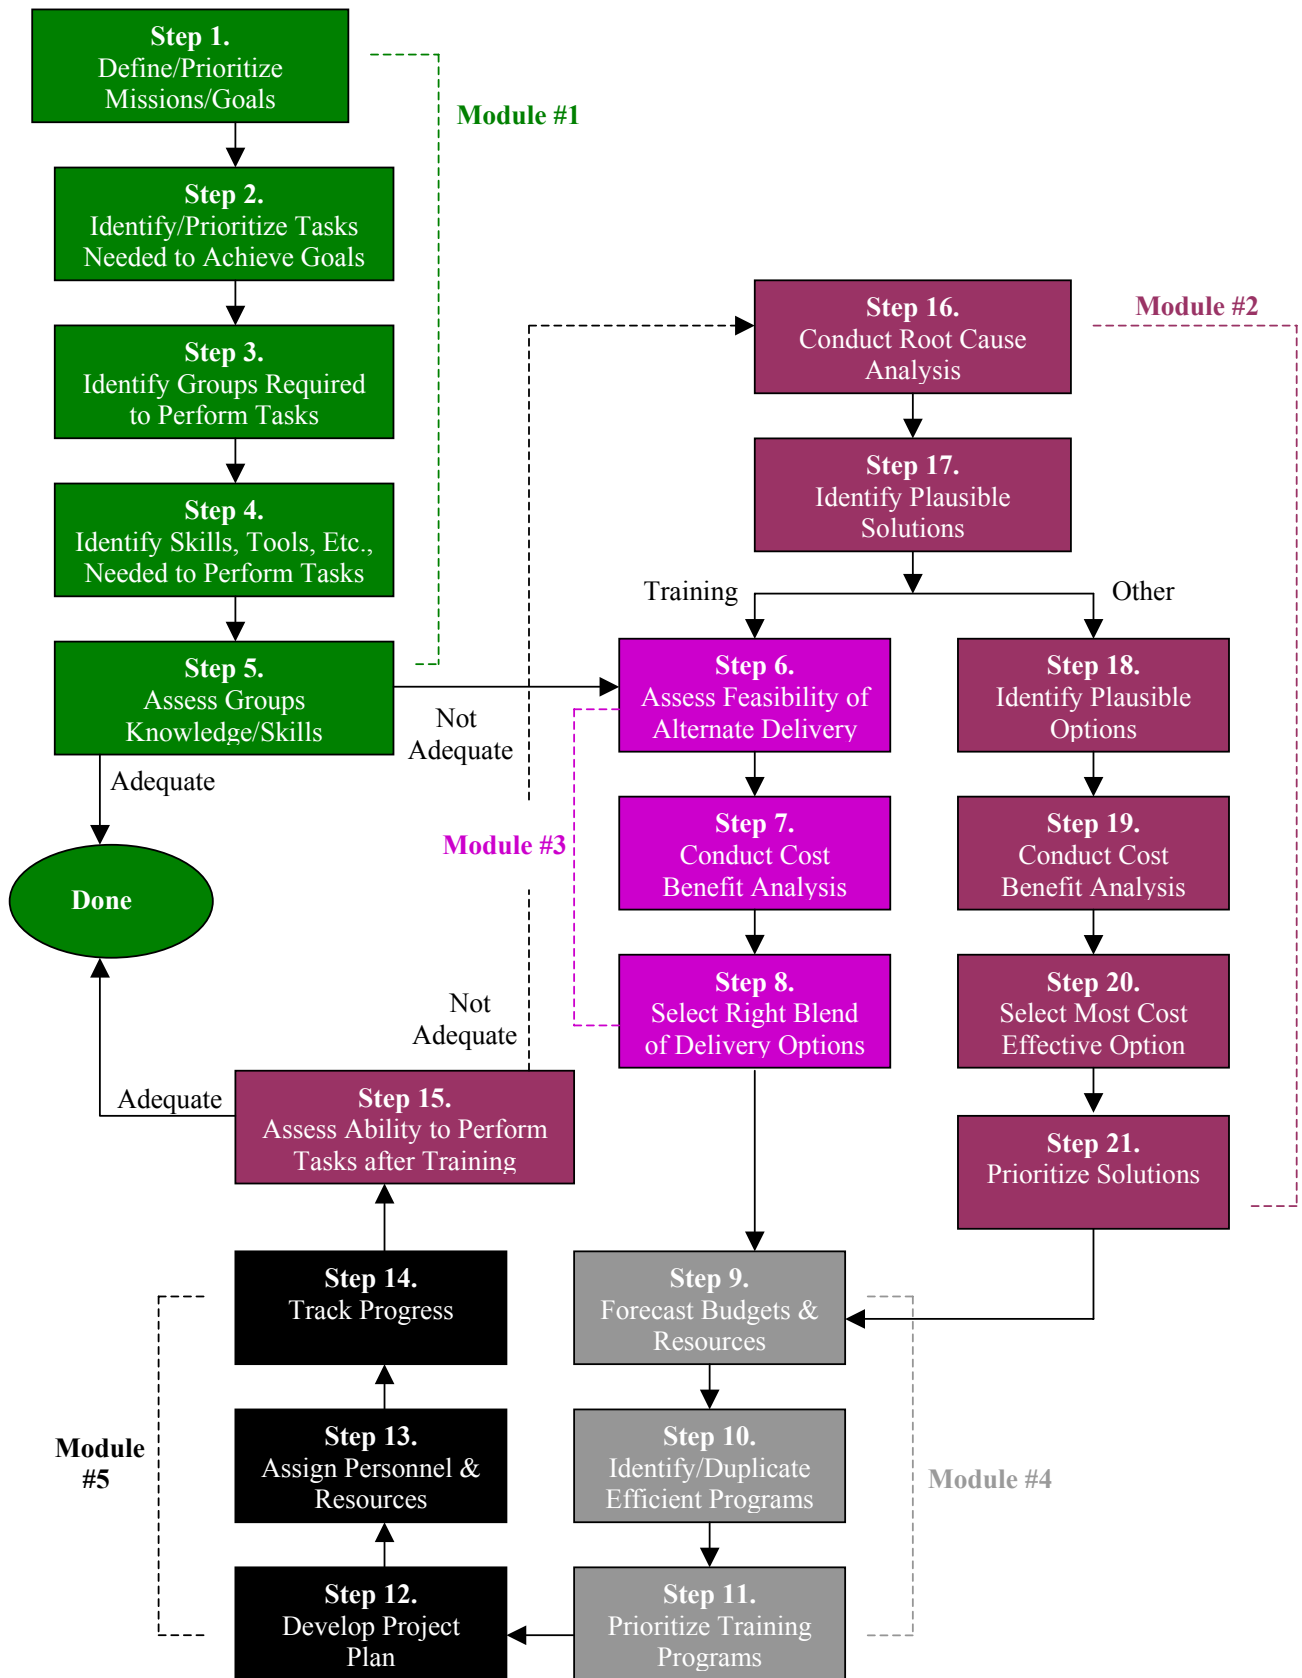 Step 1.
Define/Prioritize
Missions/Goals
Module #1
Step 2.
Identify/Prioritize Tasks
Needed to Achieve Goals
Step 3.
Identify Groups Required
to Perform Tasks
Step 4.
Identify Skills, Tools, Etc.,
Needed to Perform Tasks
Step 5.
Assess Groups
Knowledge/Skills
Adequate
Not
Adequate
Done
Step 16.
Conduct Root Cause
Analysis
Module #2
Step 17.
Identify Plausible
Solutions
Training
Other
Step 6.
Assess Feasibility of
Alternate Delivery
Step 18.
Identify Plausible
Options
Module #3
Step 7.
Conduct Cost
Benefit Analysis
Step 19.
Conduct Cost
Benefit Analysis
Step 8.
Select Right Blend
of Delivery Options
Step 20.
Select Most Cost
Effective Option
Not
Adequate
Adequate
Step 15.
Assess Ability to Perform
Tasks after Training
Step 21.
Prioritize Solutions
Step 14.
Track Progress
Step 9.
Forecast Budgets &
Resources
Module
#5
Step 13.
Assign Personnel &
Resources
Step 10.
Identify/Duplicate
Efficient Programs
Module #4
Step 12.
Develop Project
Plan
Step 11.
Prioritize Training
Programs